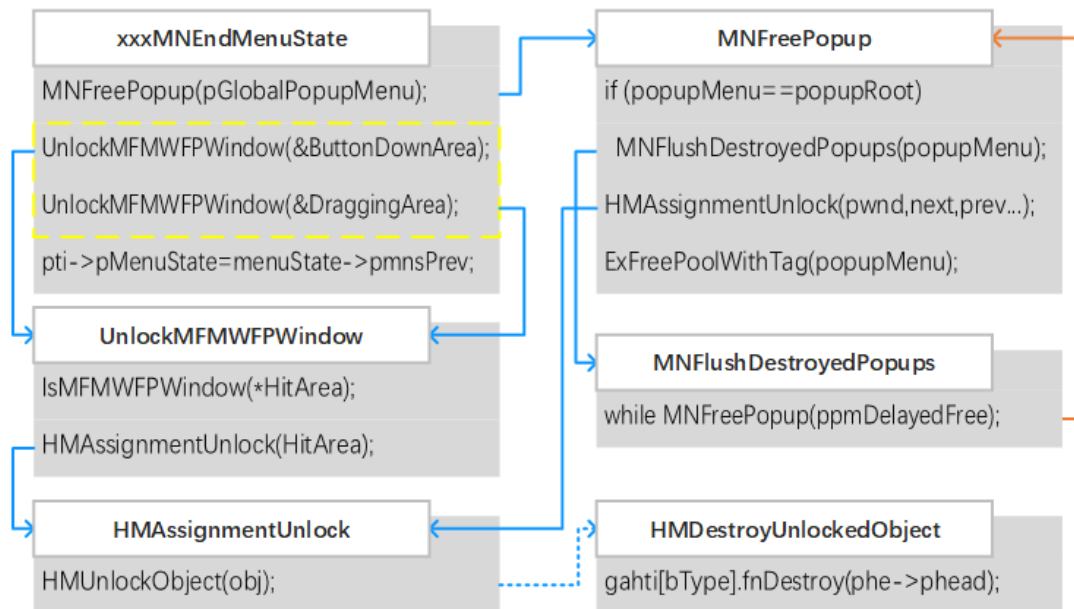 xxxMNEndMenuState
MNFreePopup(pGlobalPopupMenu);
UnlockMFMWFPWindow(&ButtonDownArea);
UnlockMFMWFPWindow(&DraggingArea);
pti->pMenuState=menuState->pmnsPrev;
UnlockMFMWFPWindow
IsMFMWFPWindow(*HitArea);
HMAssignmentUnlock(HitArea);
HMAssignmentUnlock
HMUnlockObject(obj);
MNFreePopup
if (popupMenu==popupRoot)
MNFlushDestroyedPopups(popupMenu);
HMAssignmentUnlock(pwnd,next,prev...);
ExFreePoolWithTag(popupMenu);
MNFlushDestroyedPopups
while MNFreePopup(ppmDelayedFree);
HMDestroyUnlockedObject
gahti[bType].fnDestroy(phe->phead);